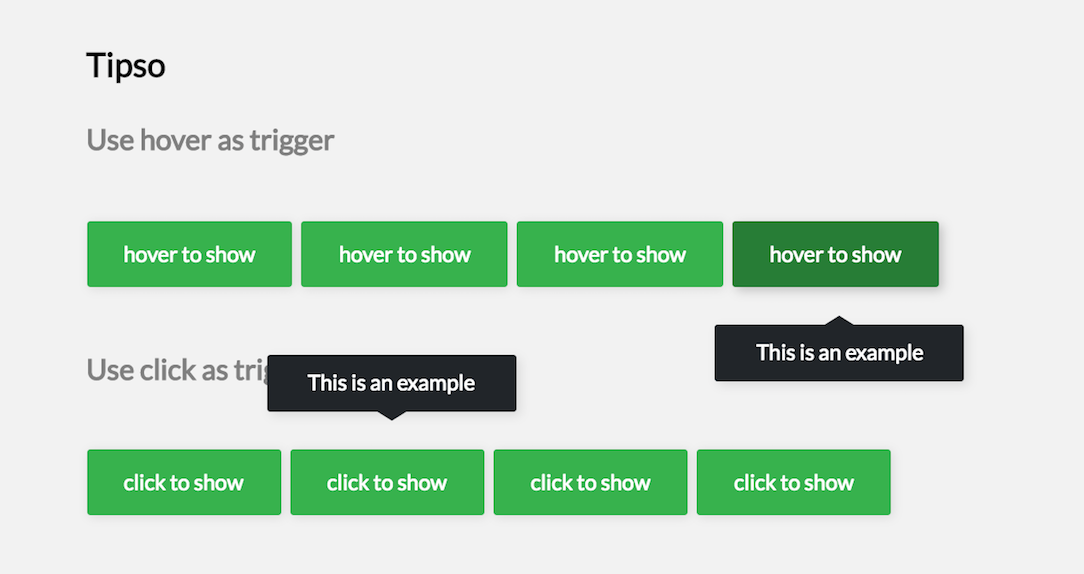 Tipso
Use hover as trigger
hover to show
hover to show
hover to show
hover to show
This is an example
Use click as
This is an example
click to show
click to show
click to show
click to show